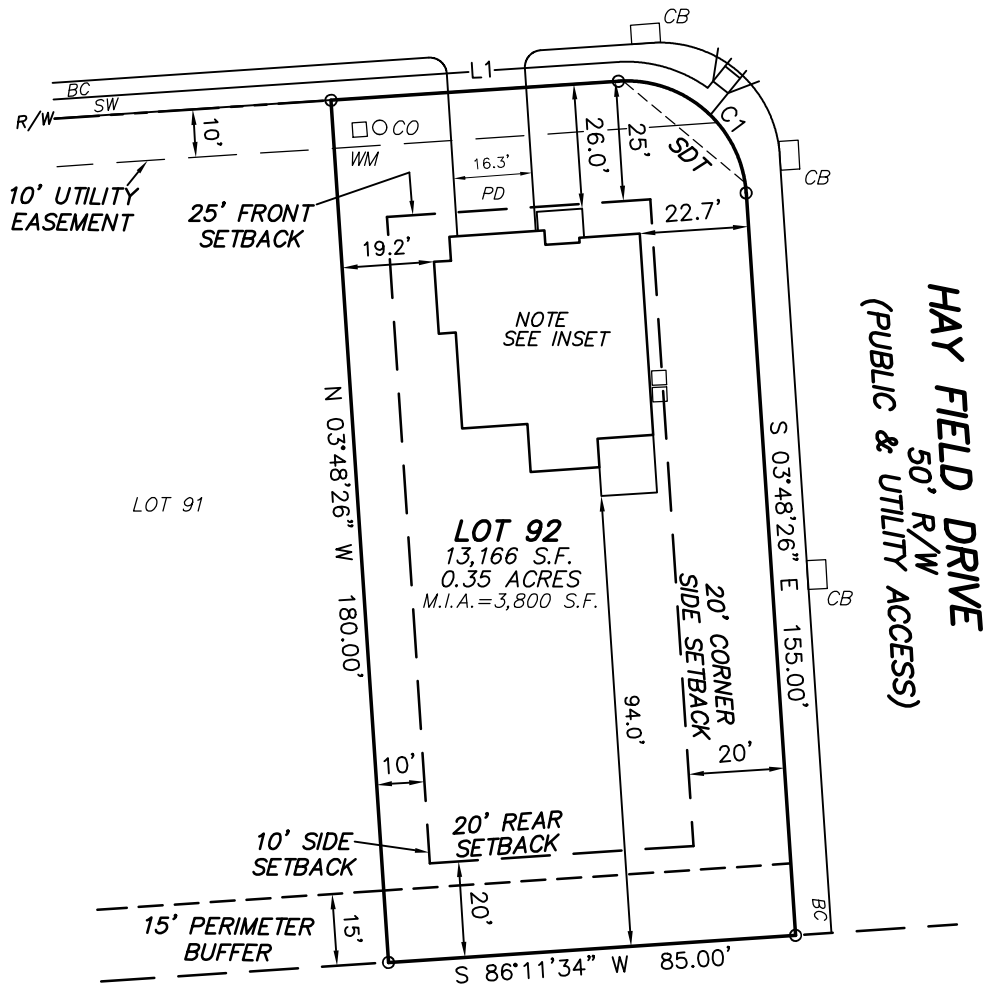 CB
L1
BC
SW
R/W
10'
CO
WM
16.3'
PD
26.0'
25'
SDT
C1
CB
10' UTILITY
EASEMENT
25' FRONT
SETBACK
19.2'
22.7'
NOTE
SEE INSET
HAY FIELD DRIVE
50' R/W
(PUBLIC & UTILITY ACCESS)
N 03°48'26" W 180.00'
S 03°48'26" E 155.00'
LOT 91
LOT 92
13,166 S.F.
0.35 ACRES
M.I.A.=3,800 S.F.
CB
20' CORNER
SIDE SETBACK
94.0'
10'
20'
10' SIDE
SETBACK
20' REAR
SETBACK
20'
15' PERIMETER
BUFFER
15'
BC
S 86°11'34" W 85.00'